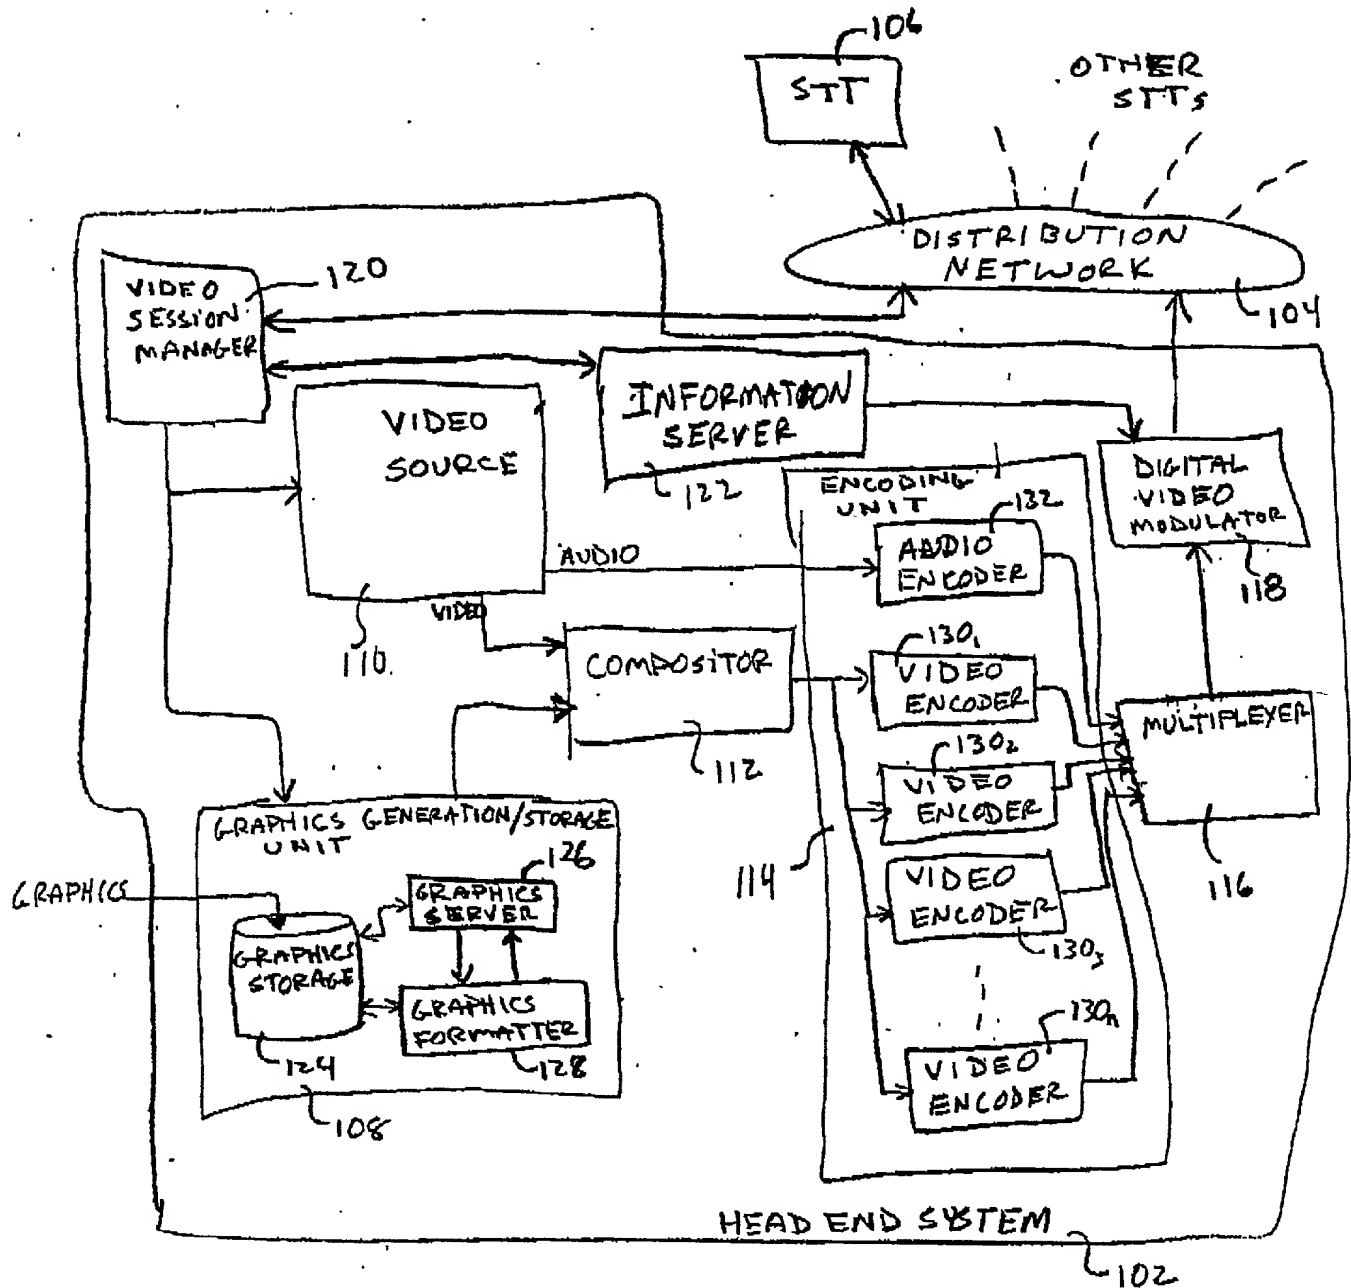 106
STT
OTHER
STTs
DISTRIBUTION
NETWORK
104
VIDEO
SESSION
MANAGER
120
INFORMATION
SERVER
122
VIDEO
SOURCE
110
AUDIO
VIDEO
ENCODING
UNIT
132
AUDIO
ENCODER
DIGITAL
VIDEO
MODULATOR
118
COMPOSITOR
112
130₁
VIDEO
ENCODER
130₂
VIDEO
ENCODER
VIDEO
ENCODER
130₃
130ₙ
VIDEO
ENCODER
114
MULTIPLEXER
116
GRAPHICS GENERATION/STORAGE
UNIT
GRAPHICS
126
GRAPHICS
SERVER
GRAPHICS
STORAGE
124
GRAPHICS
FORMATTER
128
108
HEAD END SYSTEM
102